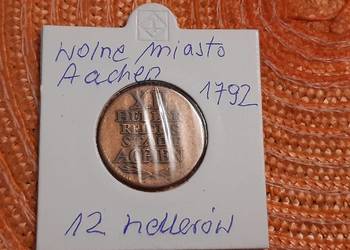 wolne miasto
Aachen
1792
XII
HELLER
REICHS
STADT
ACHEN
12 hellerów